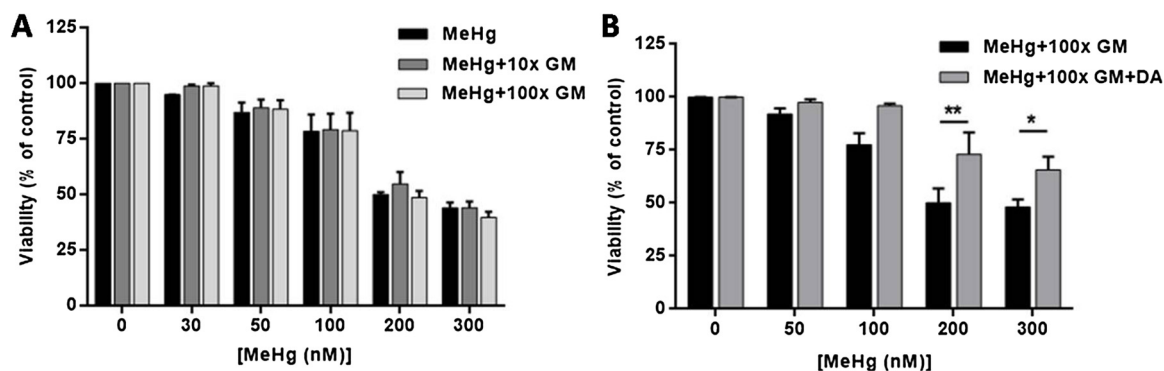 A
Viability (% of control)
125
100
75
50
25
0
0 30 50 100 200 300
[MeHg (nM)]
MeHg
MeHg+10x GM
MeHg+100x GM
B
Viability (% of control)
125
100
75
50
25
0
0 50 100 200 300
[MeHg (nM)]
MeHg+100x GM
MeHg+100x GM+DA
** *